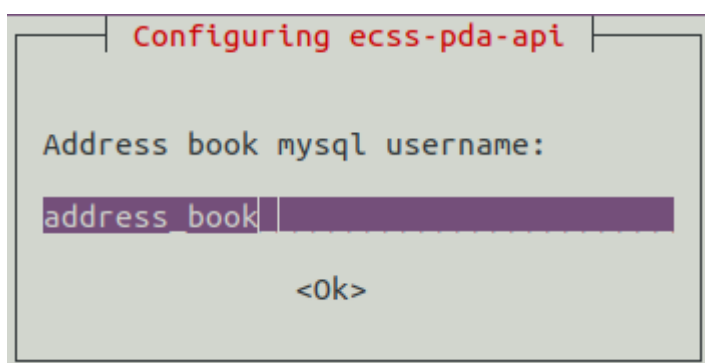 Configuring ecss-pda-api
Address book mysql username:
address_book
<Ok>